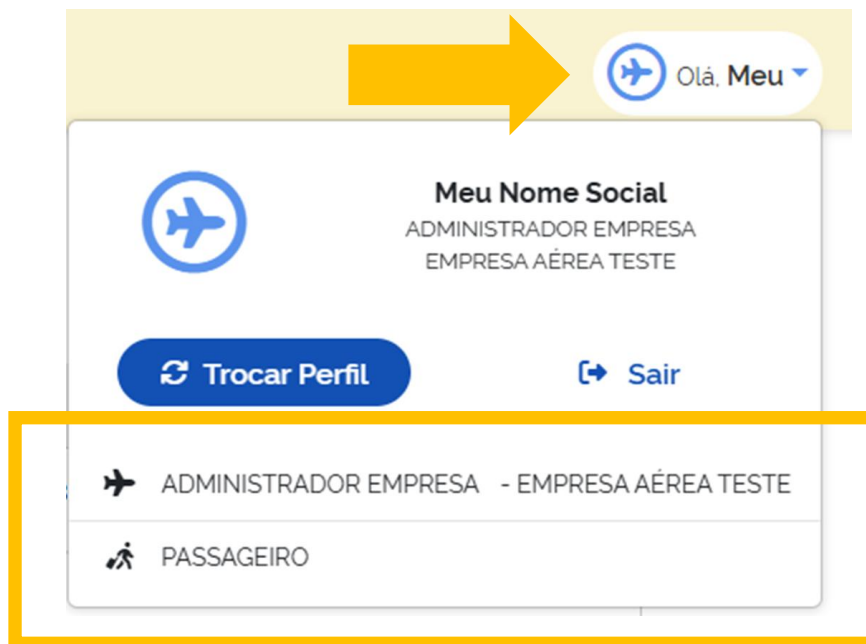 Olá, Meu
Meu Nome Social
ADMINISTRADOR EMPRESA
EMPRESA AÉREA TESTE
Trocar Perfil
Sair
ADMINISTRADOR EMPRESA - EMPRESA AÉREA TESTE
PASSAGEIRO